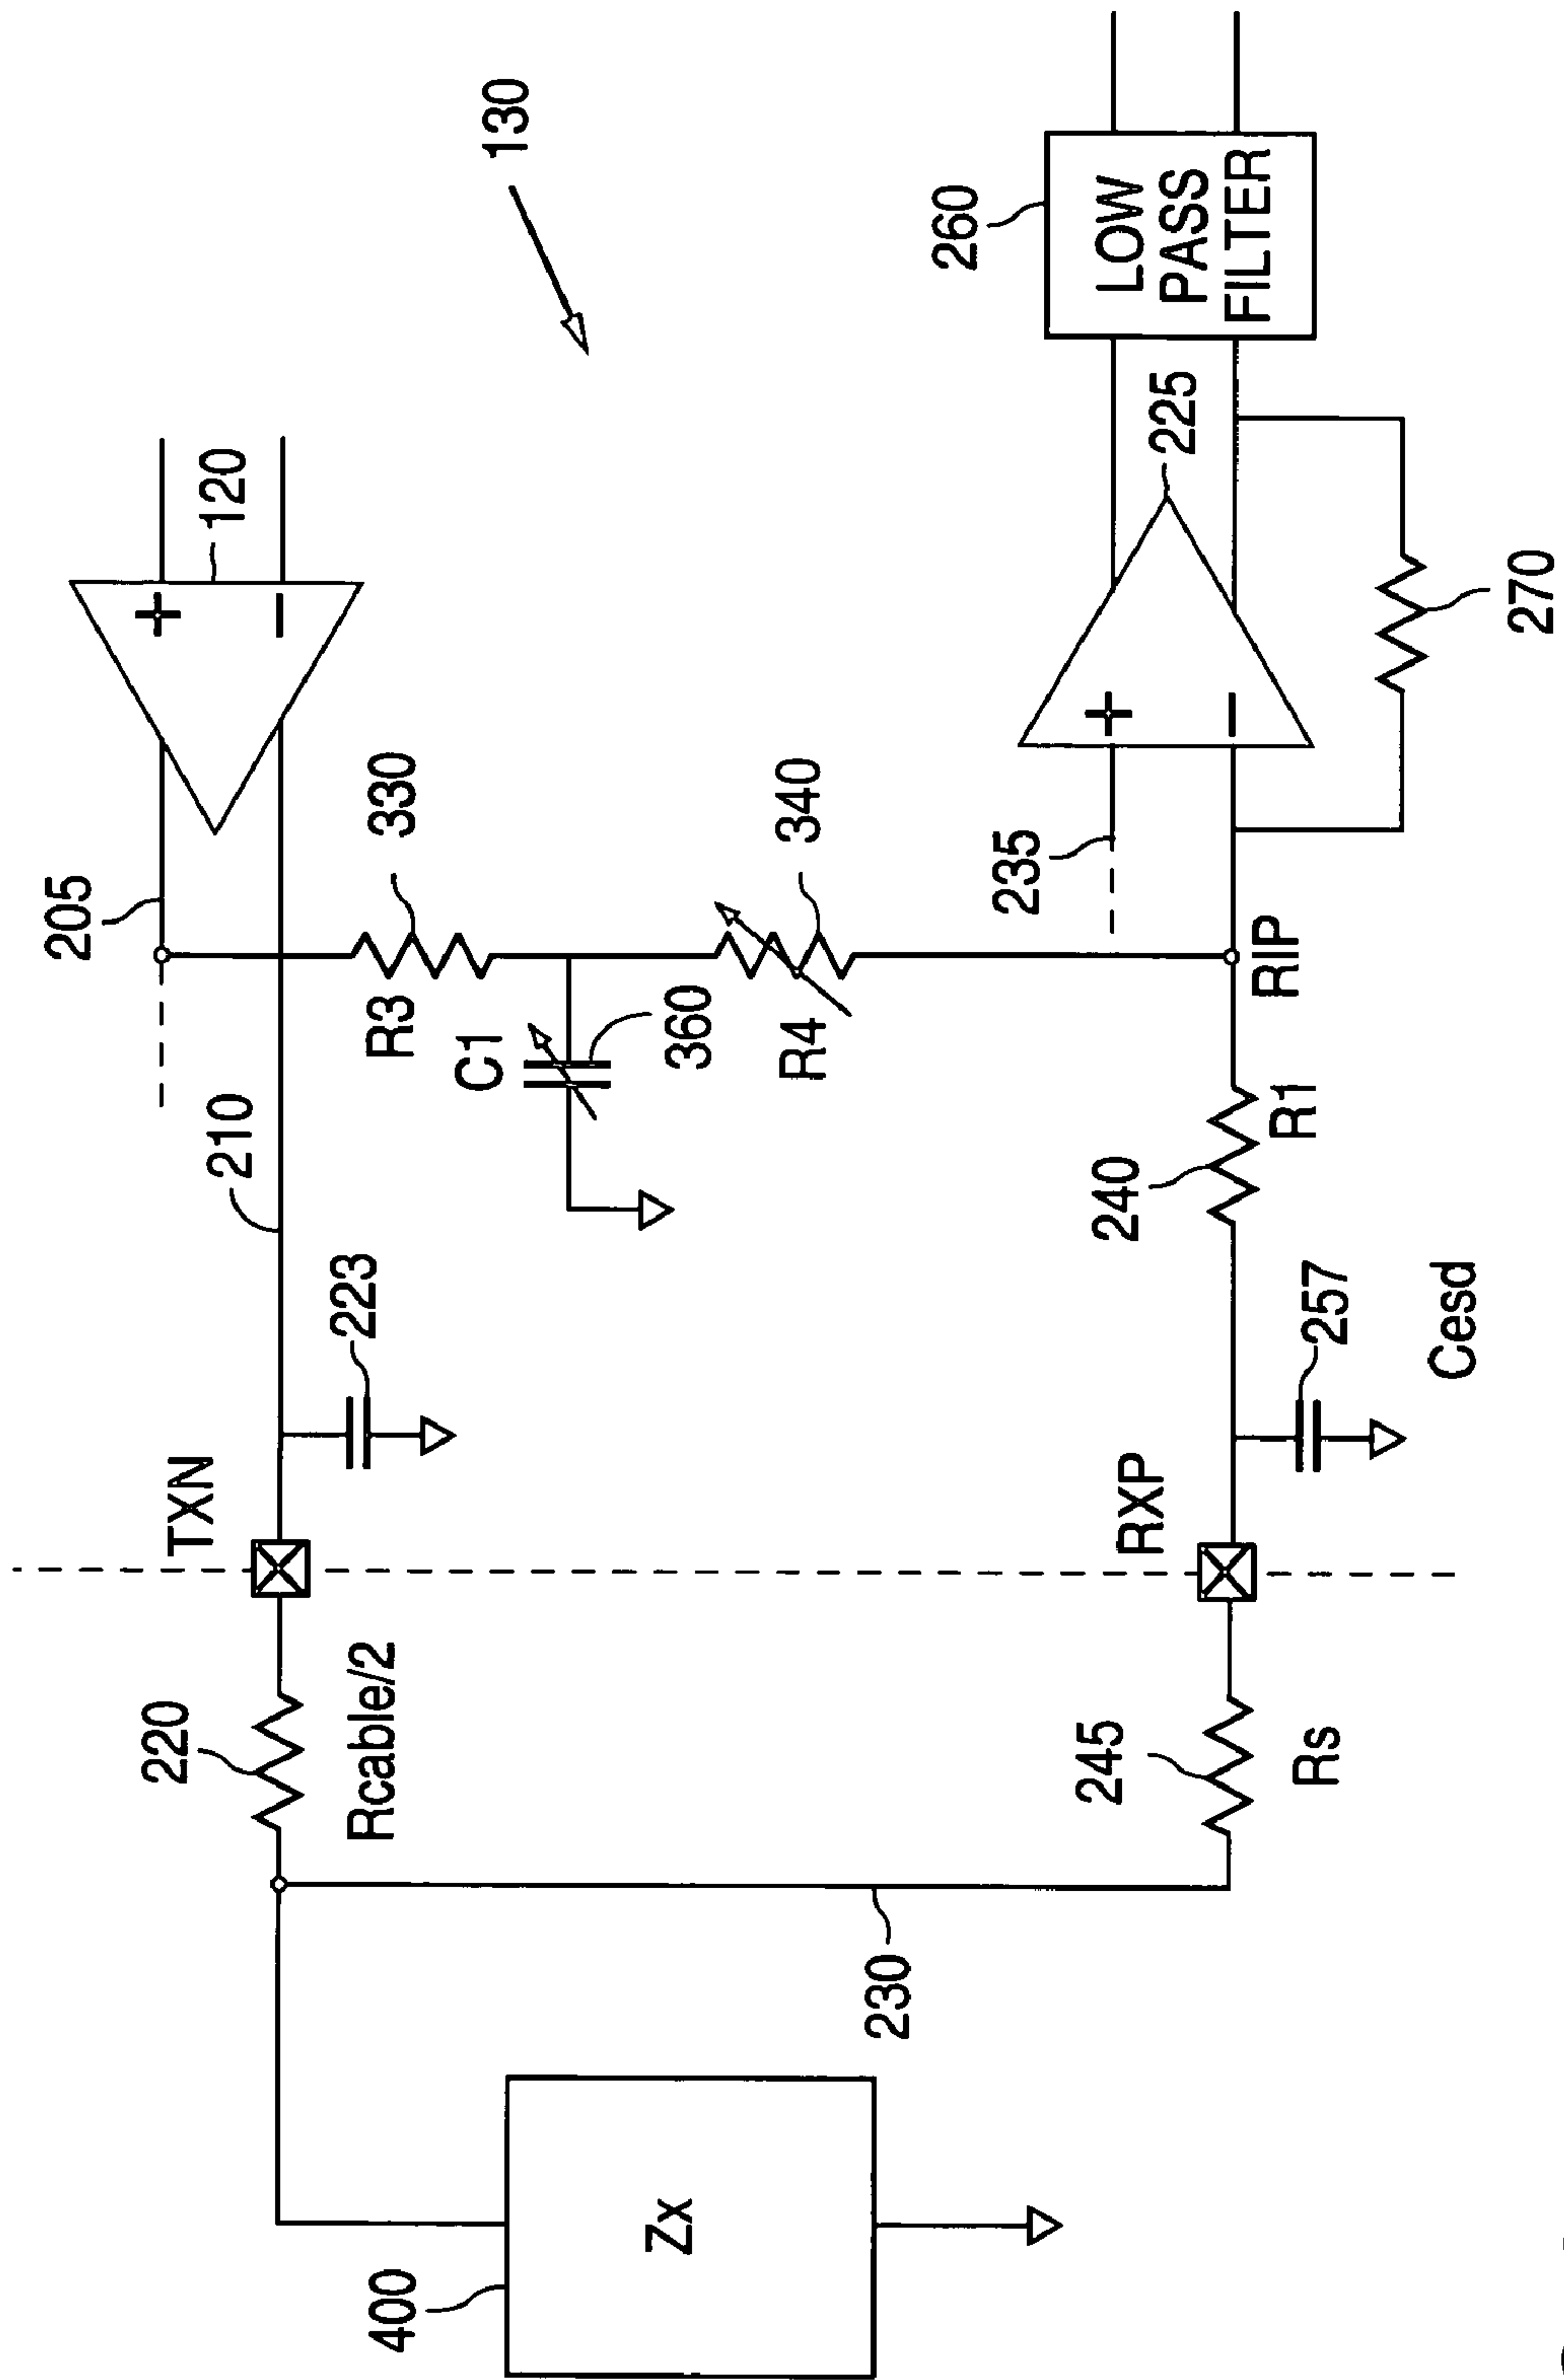 130
120
+
−
205
210
TXN
223
220
Rcable/2
330
R3
C1
360
340
R4
260
LOW
PASS
FILTER
225
235
+
−
270
RIP
240
R1
RXP
257
Cesd
245
Rs
230
400
Zx